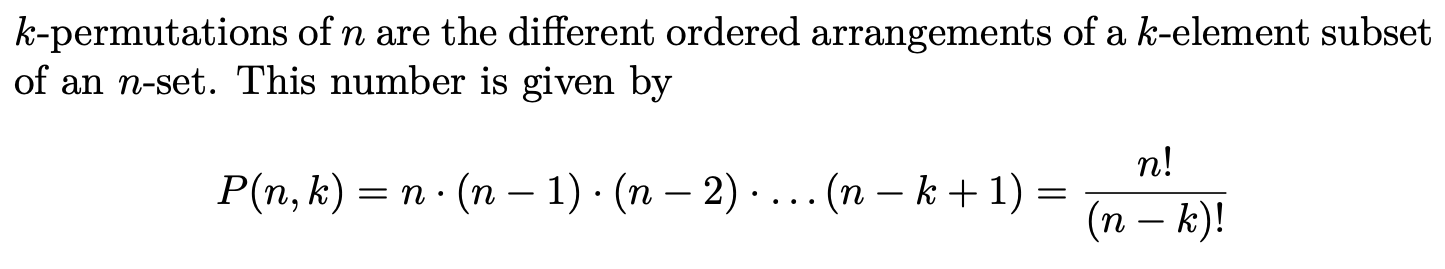 k-permutations of n are the different ordered arrangements of a k-element subset
of an n-set. This number is given by
P(n, k) = n · (n − 1) · (n − 2) · … (n − k + 1) = n! / (n − k)!